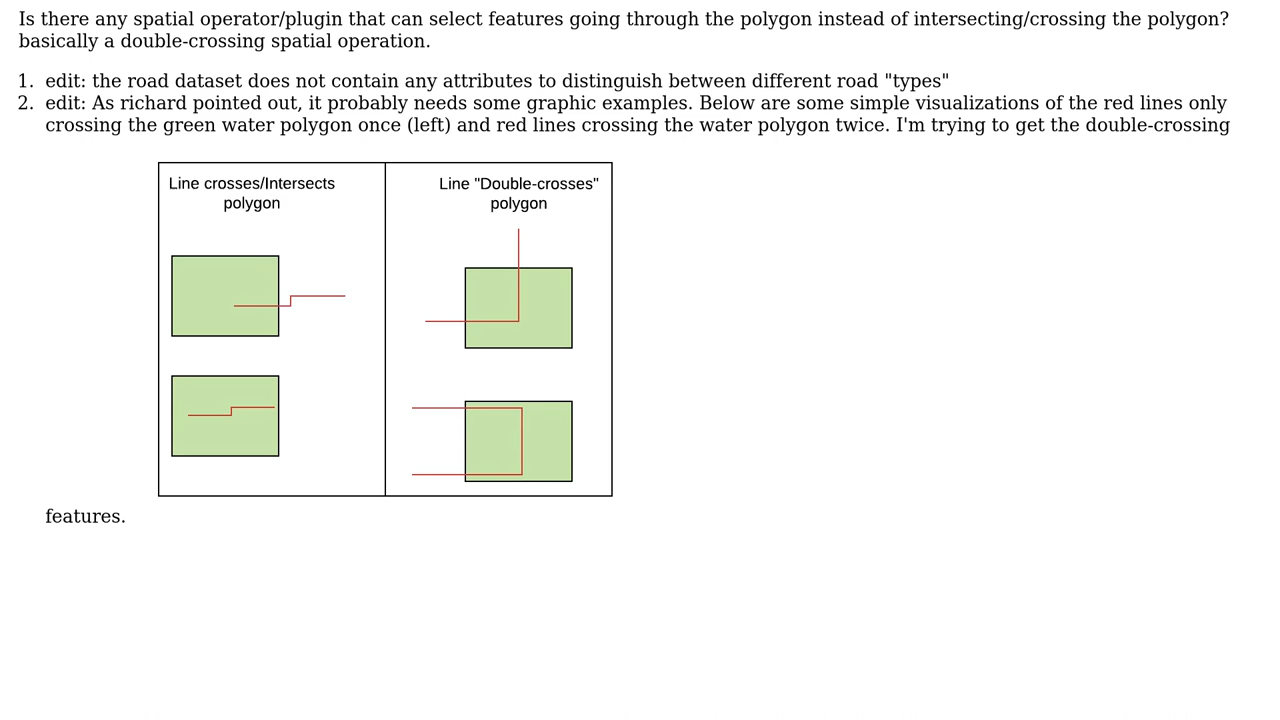 Is there any spatial operator/plugin that can select features going through the polygon instead of intersecting/crossing the polygon?
basically a double-crossing spatial operation.
1. edit: the road dataset does not contain any attributes to distinguish between different road "types"
2. edit: As richard pointed out, it probably needs some graphic examples. Below are some simple visualizations of the red lines only
crossing the green water polygon once (left) and red lines crossing the water polygon twice. I'm trying to get the double-crossing
Line crosses/Intersects
polygon
Line "Double-crosses"
polygon
features.